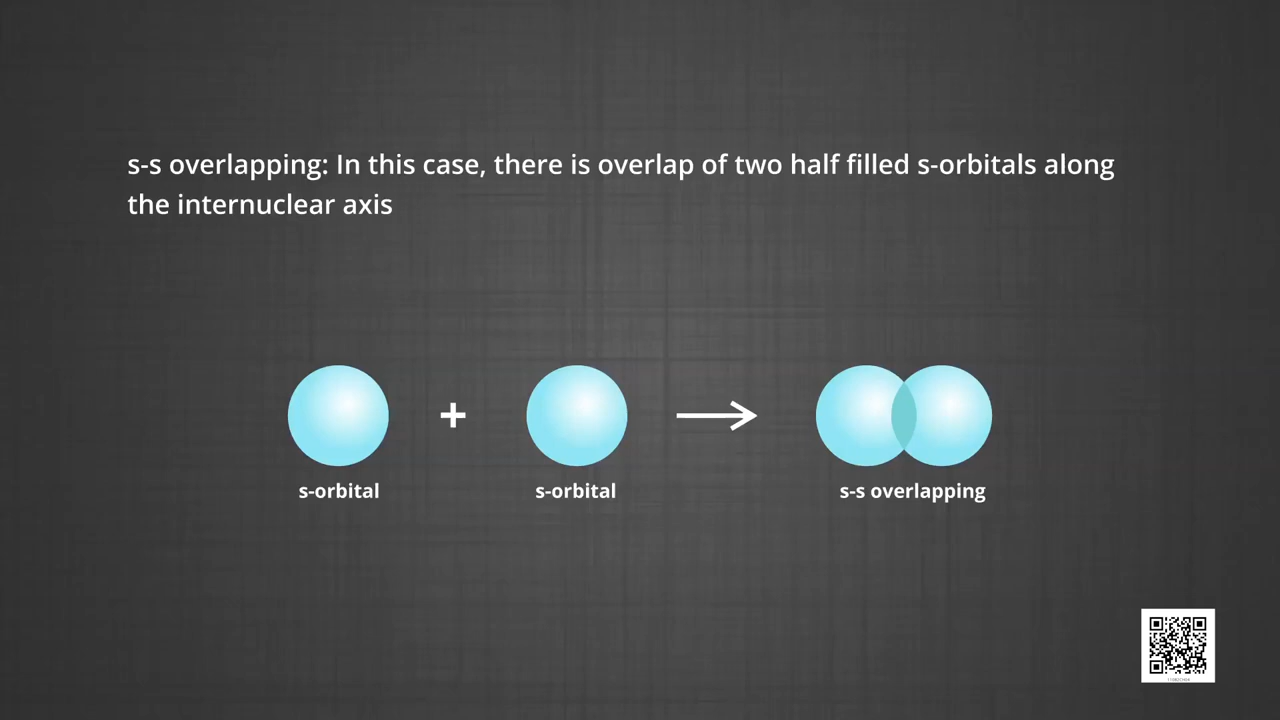 s-s overlapping: In this case, there is overlap of two half filled s-orbitals along
the internuclear axis
+
s-orbital
s-orbital
s-s overlapping